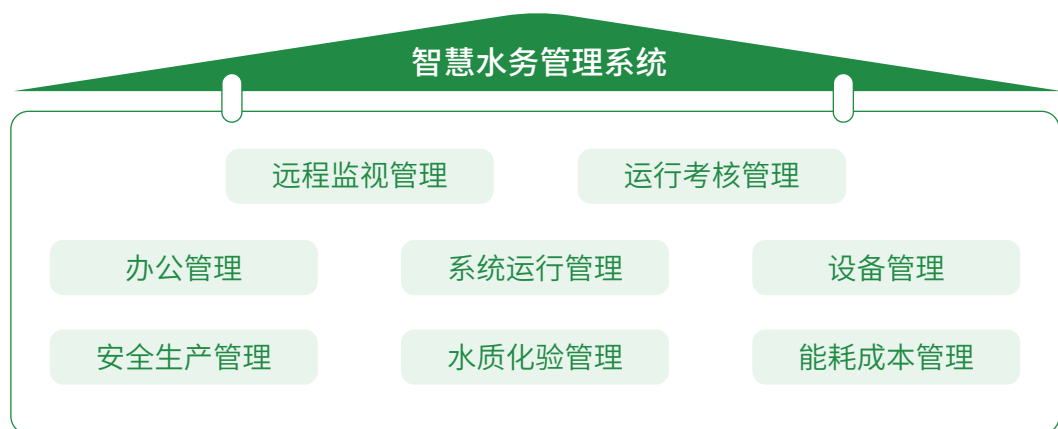 智慧水务管理系统
远程监视管理 运行考核管理
办公管理 系统运行管理 设备管理
安全生产管理 水质化验管理 能耗成本管理